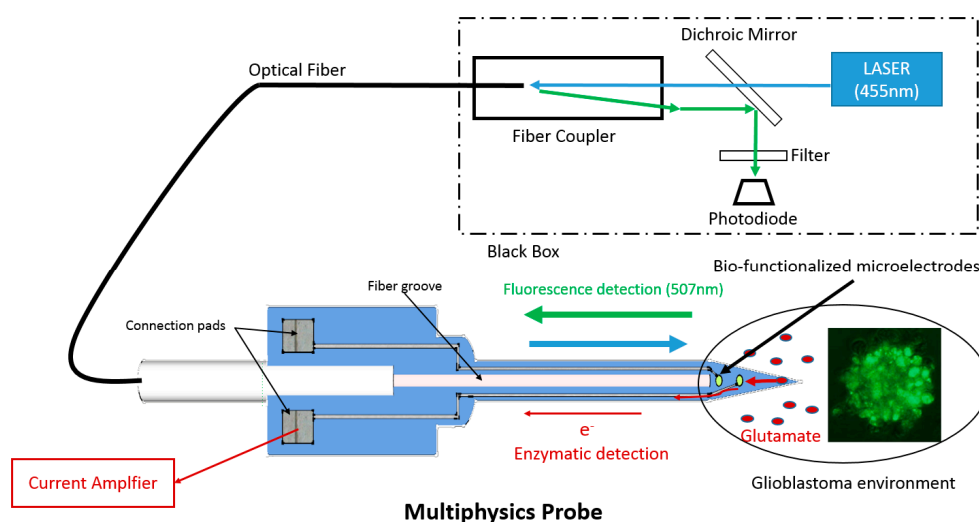 Dichroic Mirror
LASER
(455nm)
Optical Fiber
Fiber Coupler
Filter
Photodiode
Black Box
Bio-functionalized microelectrodes
Fiber groove
Fluorescence detection (507nm)
Connection pads
e-
Glutamate
Enzymatic detection
Current Amplfier
Glioblastoma environment
Multiphysics Probe